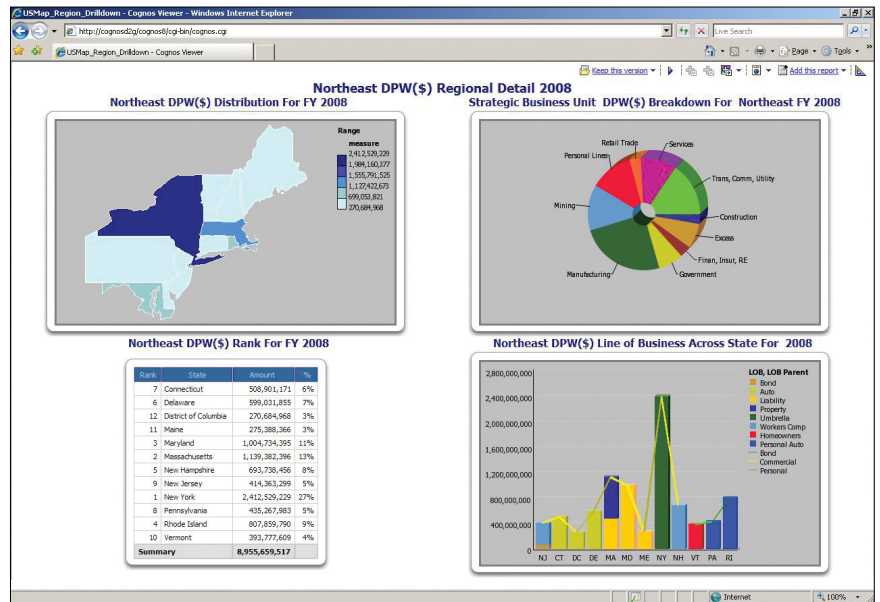 USMap_Region_Drilldown - Cognos Viewer - Windows Internet Explorer
http://cognosd2g/cognos8/cgi-bin/cognos.cgi
Live Search
USMap_Region_Drilldown - Cognos Viewer
Page
Tools
Keep this version
Add this report
Northeast DPW($) Regional Detail 2008
Northeast DPW($) Distribution For FY 2008
Range
measure
2,412,529,229
1,984,160,377
1,555,791,525
1,127,422,673
699,053,821
270,684,968
Strategic Business Unit DPW($) Breakdown For Northeast FY 2008
Retail Trade
Services
Personal Lines
Trans, Comm, Utility
Mining
Construction
Excess
Finan, Insur, RE
Manufacturing
Government
Northeast DPW($) Rank For FY 2008
Rank State Amount %
7 Connecticut 508,901,171 6%
6 Delaware 599,031,855 7%
12 District of Columbia 270,684,968 3%
11 Maine 275,388,366 3%
3 Maryland 1,004,734,395 11%
2 Massachusetts 1,139,382,396 13%
5 New Hampshire 693,738,456 8%
9 New Jersey 414,363,299 5%
1 New York 2,412,529,229 27%
8 Pennsylvania 435,267,983 5%
4 Rhode Island 807,859,790 9%
10 Vermont 393,777,609 4%
Summary 8,955,659,517
Northeast DPW($) Line of Business Across State For 2008
2,800,000,000
2,400,000,000
2,000,000,000
1,600,000,000
1,200,000,000
800,000,000
400,000,000
0
NJ CT DC DE MA MD ME NY NH VT PA RI
LOB, LOB Parent
Bond
Auto
Liability
Property
Umbrella
Workers Comp
Homeowners
Personal Auto
Bond
Commercial
Personal
Internet
100%